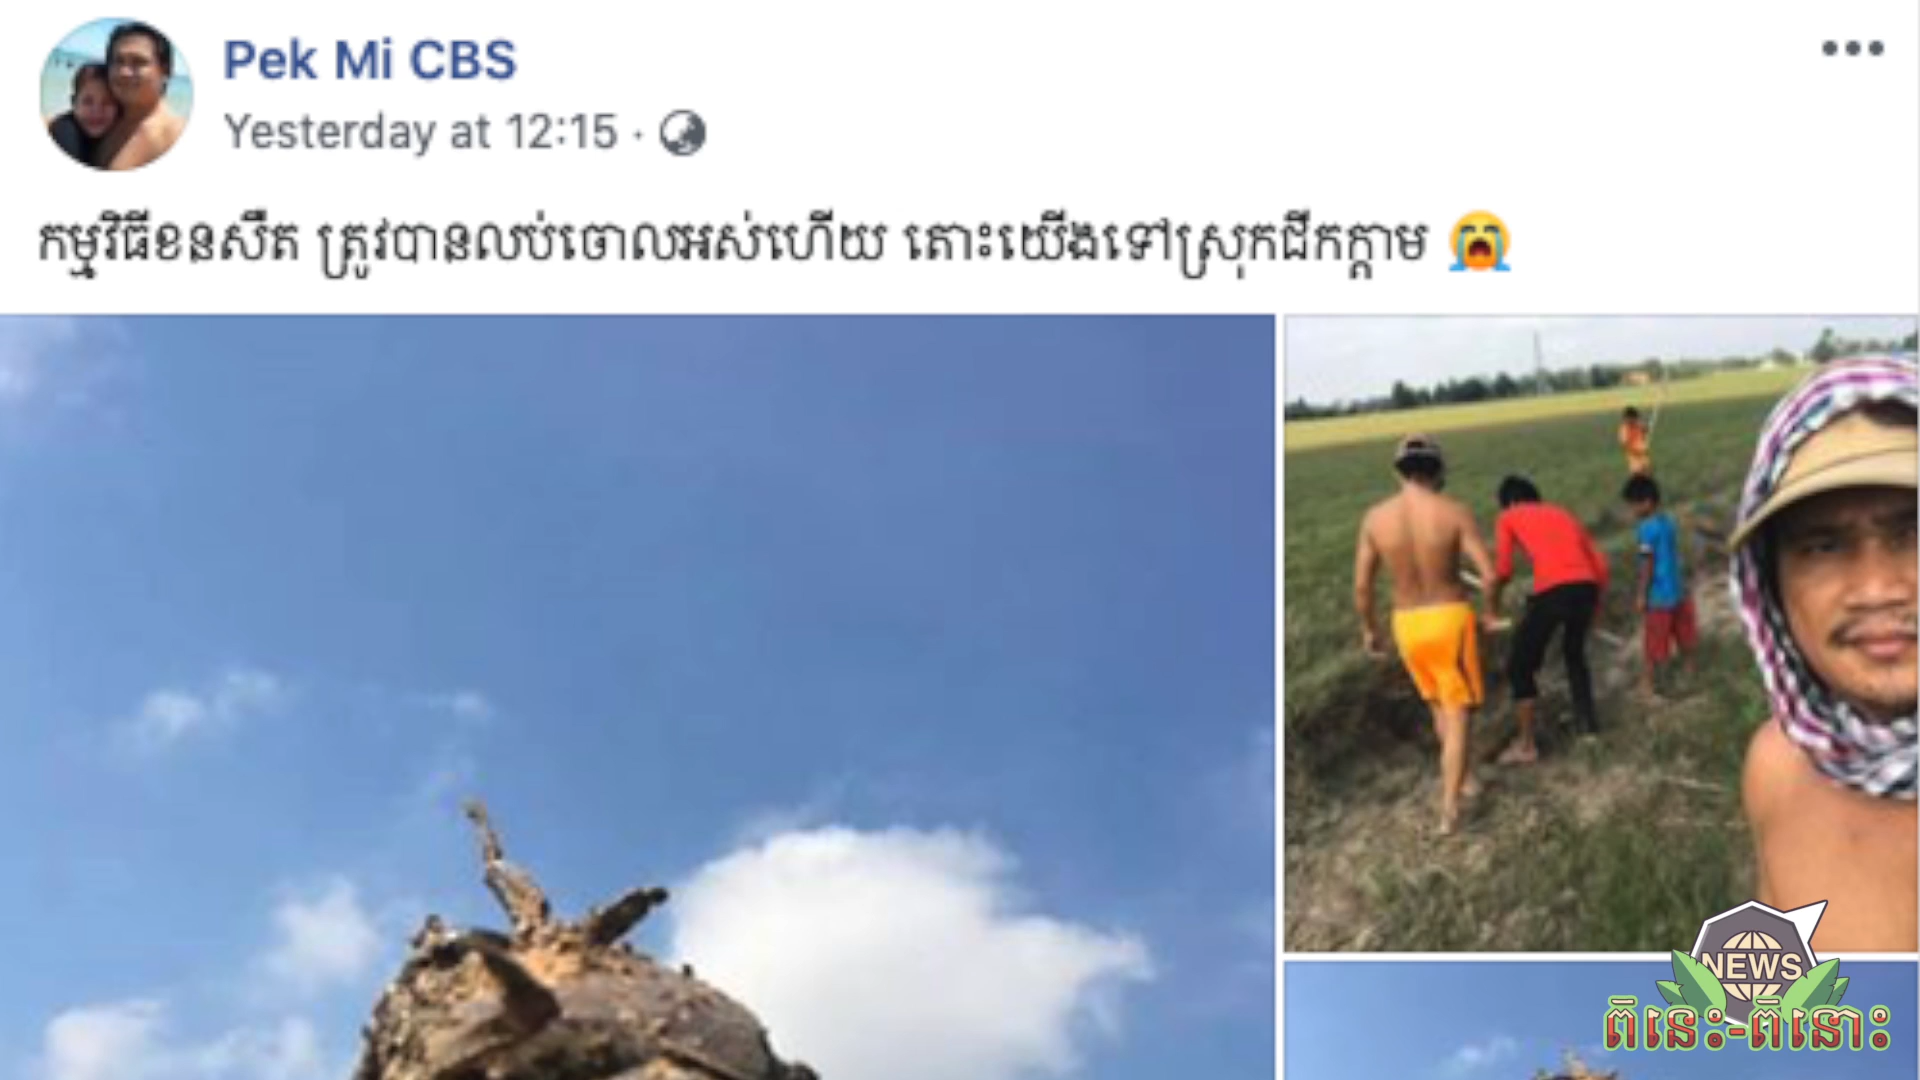 Pek Mi CBS
Yesterday at 12:15 ·
កម្មវិធីខនសឺត ត្រូវបានលប់ចោលអស់ហើយ តោះយើងទៅស្រុកជីកក្ដាម 😭
NEWS
ពិនេះ-ពិនោះ